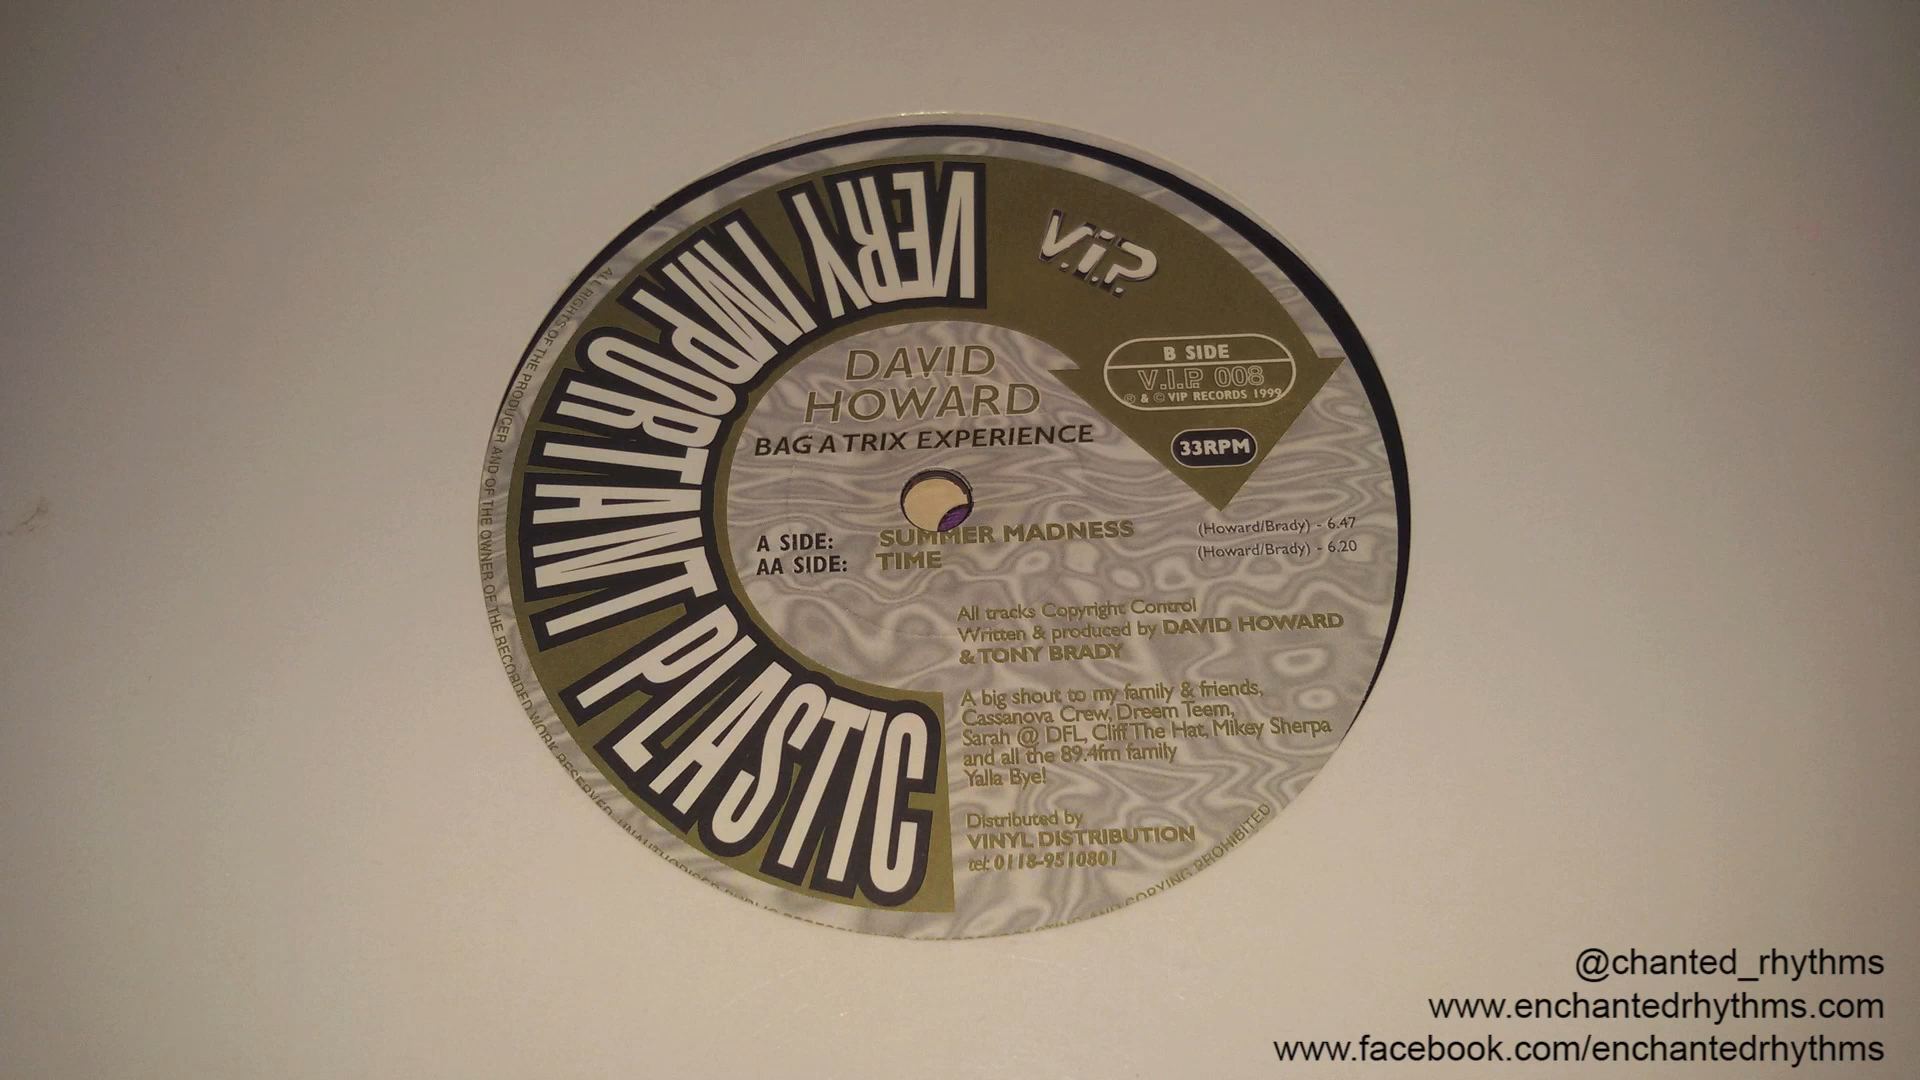 VERY IMPORTANT PLASTIC
V.I.P.
B SIDE
V.I.P. 008
℗ & © VIP RECORDS 1999
33RPM
DAVID
HOWARD
BAG A TRIX EXPERIENCE
A SIDE: SUMMER MADNESS (Howard/Brady) - 6.47
AA SIDE: TIME (Howard/Brady) - 6.20
All tracks Copyright Control
Written & produced by DAVID HOWARD
& TONY BRADY
A big shout to my family & friends,
Cassanova Crew, Dreem Teem,
Sarah @ DFL, Cliff The Hat, Mikey Sherpa
and all the 89.4fm family
Yalla Bye!
Distributed by
VINYL DISTRIBUTION
tel: 0118-9510801
ALL RIGHTS OF THE PRODUCER AND OF THE OWNER OF THE RECORDED WORK RESERVED. UNAUTHORISED AND COPYING PROHIBITED
@chanted_rhythms
www.enchantedrhythms.com
www.facebook.com/enchantedrhythms